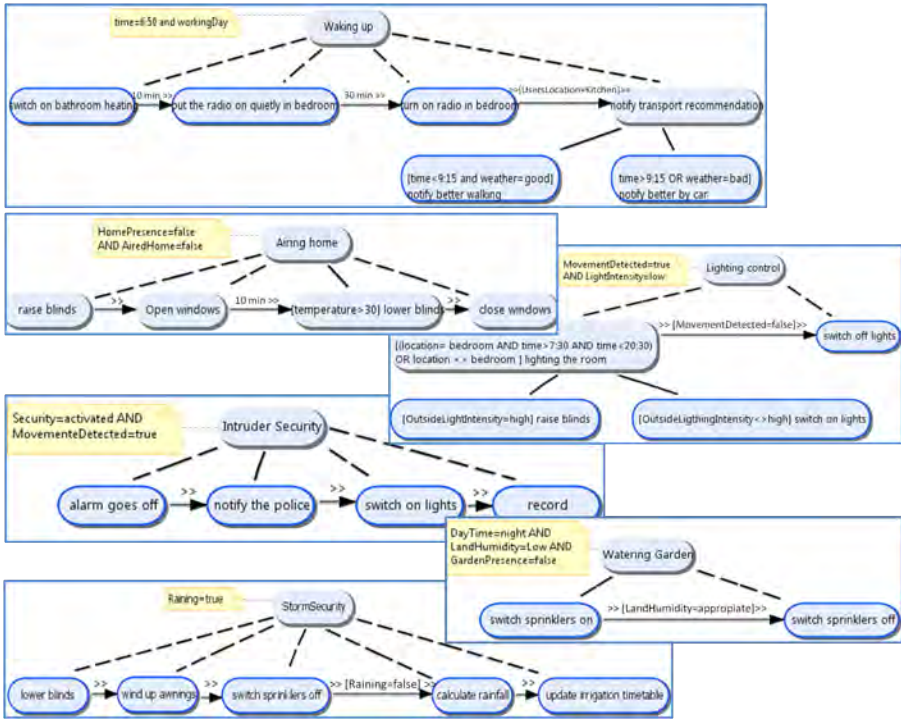 time=6:50 and workingDay
Waking up
switch on bathroom heating
10 min >>
put the radio on quietly in bedroom
30 min >>
turn on radio in bedroom
>>[UsersLocation=Kitchen]>>
notify transport recommendation
[time<9:15 and weather=good]
notify better walking
time>9:15 OR weather=bad]
notify better by car
HomePresence=false
AND AiredHome=false
Airing home
raise blinds
>>
Open windows
10 min >>
[temperature>30] lower blinds
>>
close windows
MovementDetected=true
AND LightIntensity=low
Lighting control
[(location= bedroom AND time>7:30 AND time<20:30)
OR location <> bedroom ] lighting the room
>> [MovementDetected=false]>>
switch off lights
[OutsideLightIntensity=high] raise blinds
[OutsideLigthingIntensity<>high] switch on lights
Security=activated AND
MovementeDetected=true
Intruder Security
alarm goes off
>>
notify the police
>>
switch on lights
>>
record
DayTime=night AND
LandHumidity=Low AND
GardenPresence=false
Watering Garden
switch sprinklers on
>> [LandHumidity=appropiate]>>
switch sprinklers off
Raining=true
StormSecurity
lower blinds
>>
wind up awnings
>>
switch sprinklers off
>> [Raining=false] >>
calculate rainfall
>>
update irrigation timetable